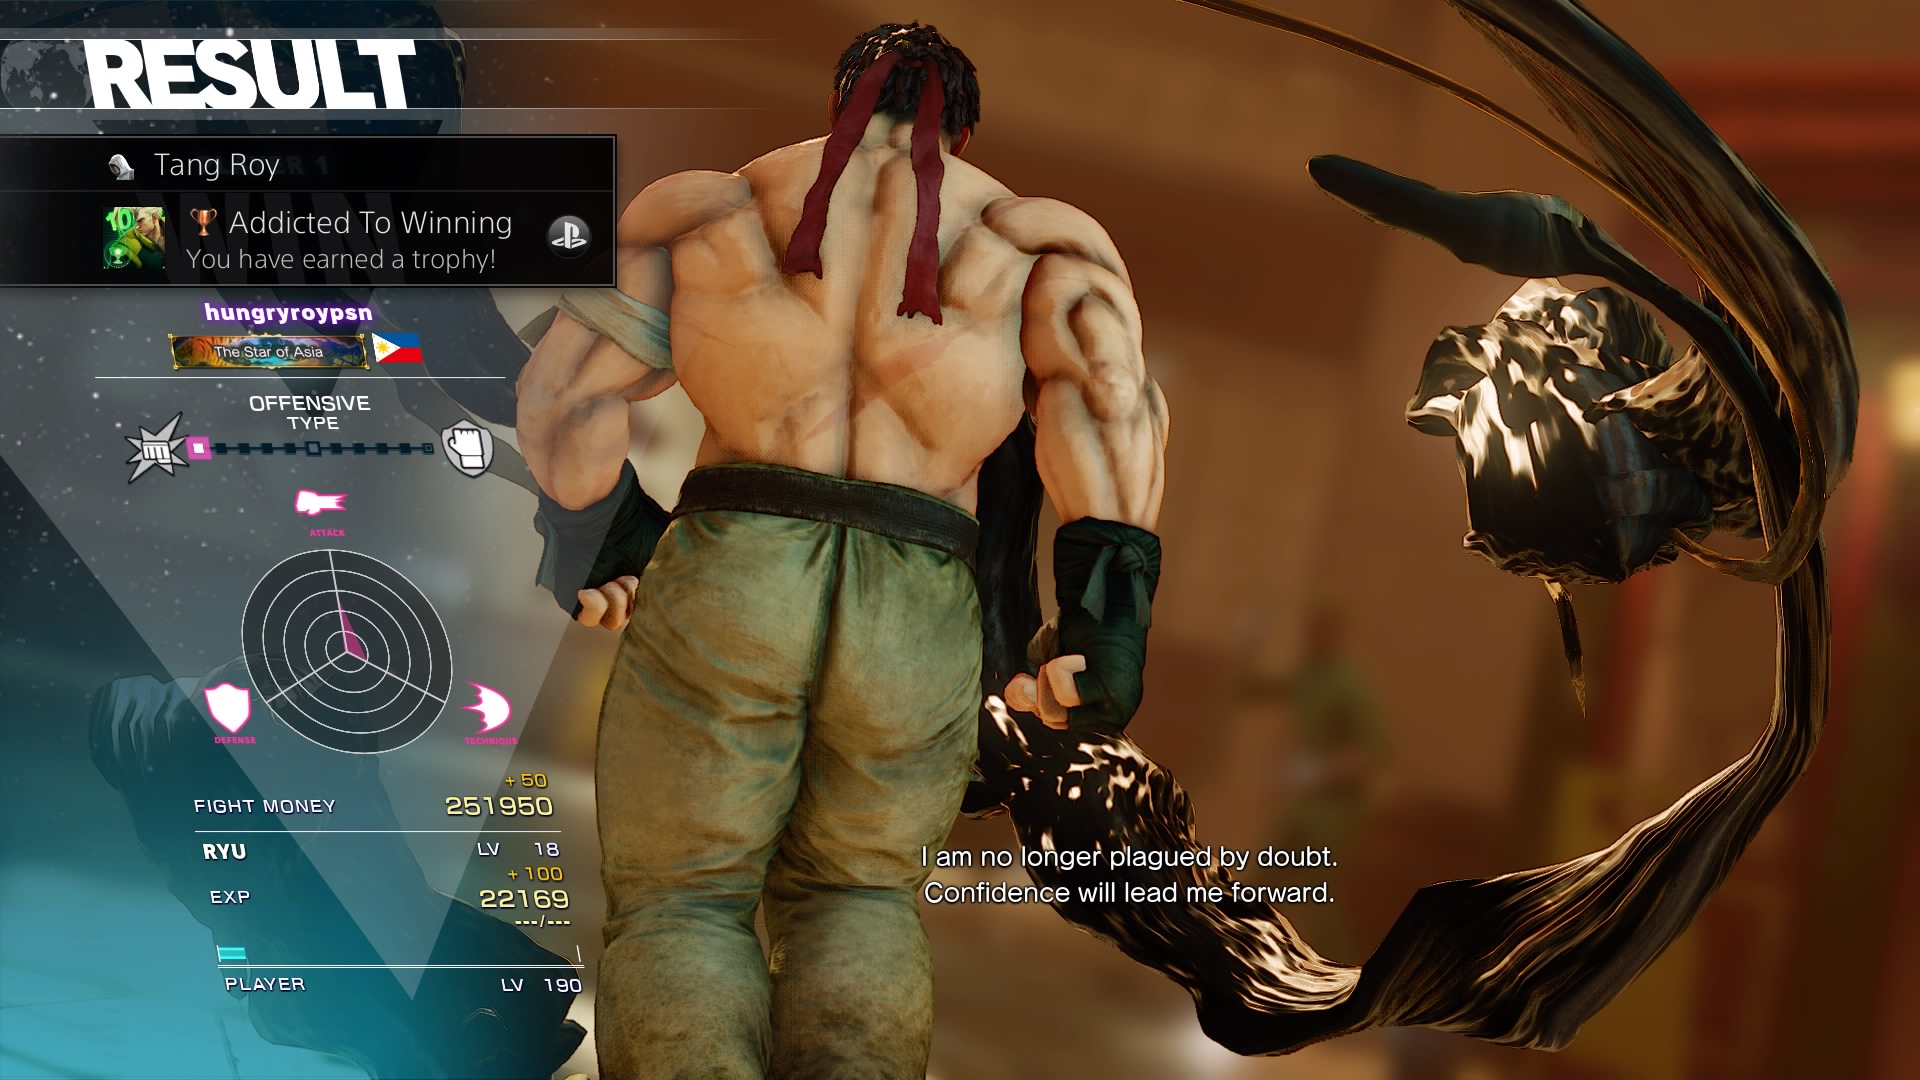 RESULT
Tang Roy
Addicted To Winning
You have earned a trophy!
10
hungryroypsn
The Star of Asia
OFFENSIVE
TYPE
ATTACK
DEFENSE
TECHNIQUE
+50
FIGHT MONEY 251950
RYU LV 18
+100
EXP 22169
---/---
PLAYER LV 190
I am no longer plagued by doubt.
Confidence will lead me forward.